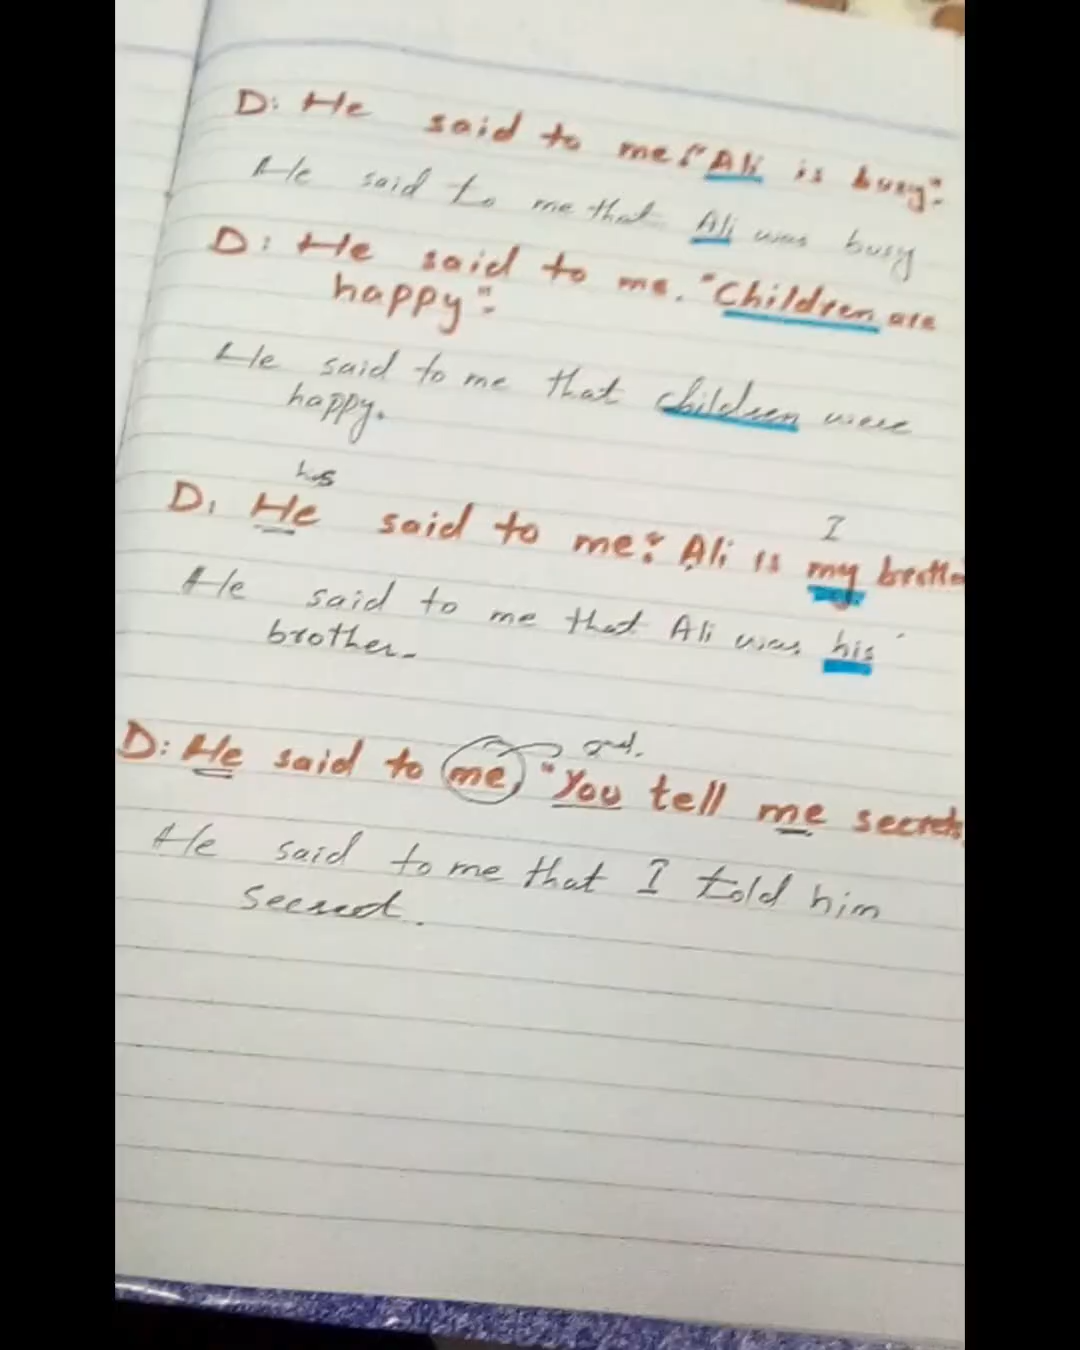 D: He said to me: "Ali is busy".
He said to me that Ali was busy
D: He said to me. "Children are
happy".
He said to me that children were
happy.
his
D. He said to me: Ali is my brothe
I
He said to me that Ali was his
brother.
2nd.
D: He said to me, "You tell me secrets
He said to me that I told him